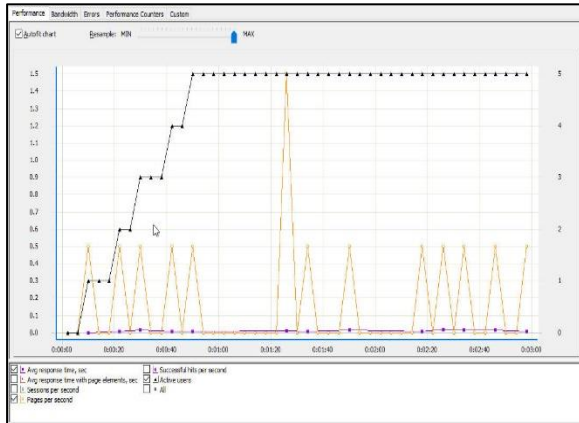 Performance Bandwidth Errors Performance Counters Custom
Autofit chart Resample: MIN MAX
1.5 5
1.4
1.3
1.2 4
1.1
1.0
0.9 3
0.8
0.7
0.6 2
0.5
0.4
0.3 1
0.2
0.1
0.0 0
0:00:00 0:00:20 0:00:40 0:01:00 0:01:20 0:01:40 0:02:00 0:02:20 0:02:40 0:03:00
Avg response time, sec Successful hits per second
Avg response time with page elements, sec Active users
Sessions per second All
Pages per second